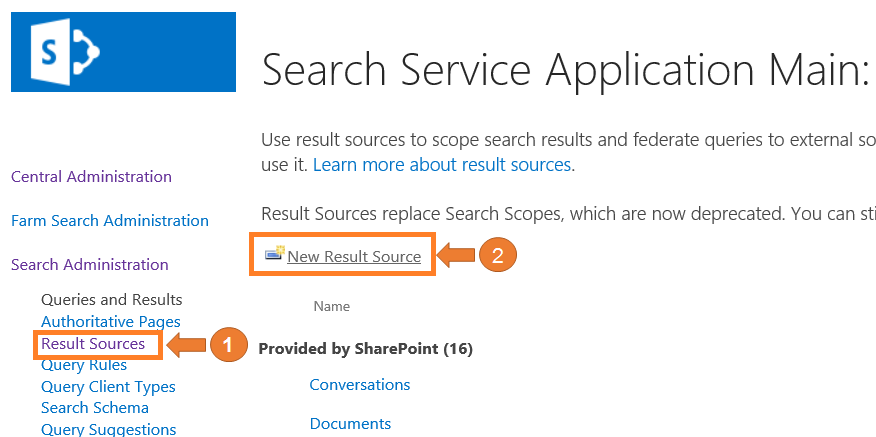 S
Search Service Application Main:
Use result sources to scope search results and federate queries to external so
use it. Learn more about result sources.
Central Administration
Farm Search Administration
Result Sources replace Search Scopes, which are now deprecated. You can sti
New Result Source
2
Search Administration
Queries and Results
Name
Authoritative Pages
Result Sources
1
Provided by SharePoint (16)
Query Rules
Query Client Types
Conversations
Search Schema
Query Suggestions
Documents